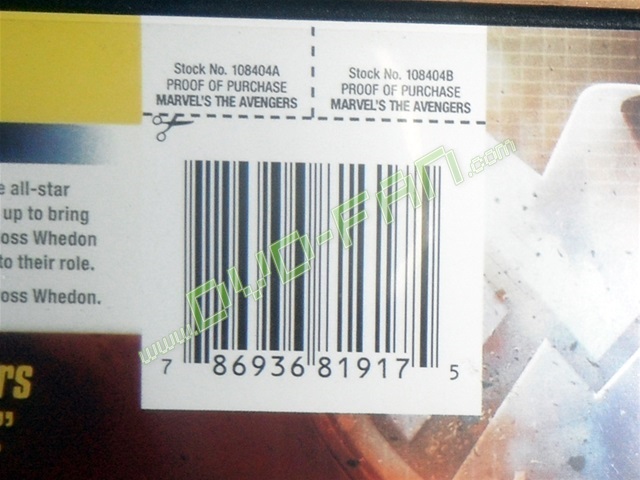 Stock No. 108404A
PROOF OF PURCHASE
MARVEL'S THE AVENGERS
Stock No. 108404B
PROOF OF PURCHASE
MARVEL'S THE AVENGERS
e all-star
up to bring
oss Whedon
to their role.
oss Whedon.
rs
"
www.DVD-FAN.com
7 86936 81917 5